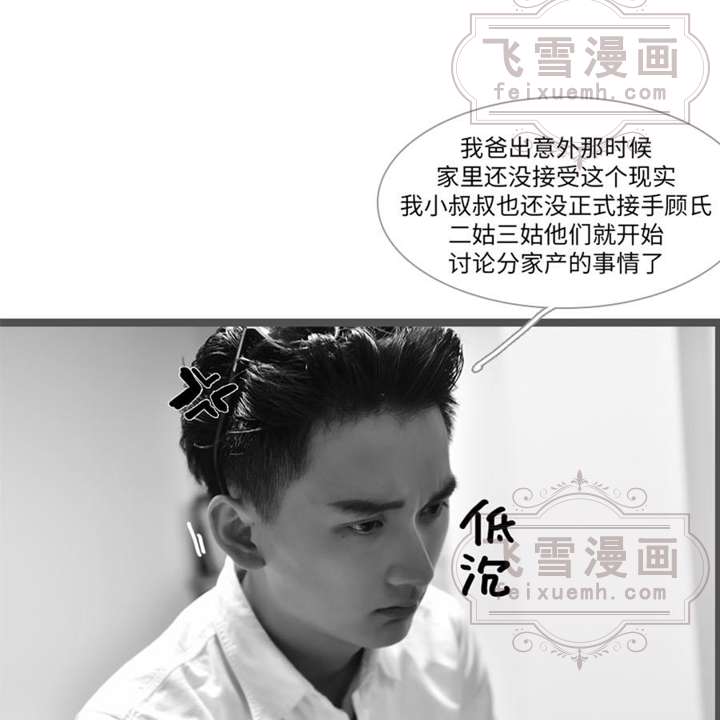 飞雪漫画
feixuemh.com
我爸出意外那时候
家里还没接受这个现实
我小叔叔也还没正式接手顾氏
二姑三姑他们就开始
讨论分家产的事情了
低沉
飞雪漫画
feixuemh.com